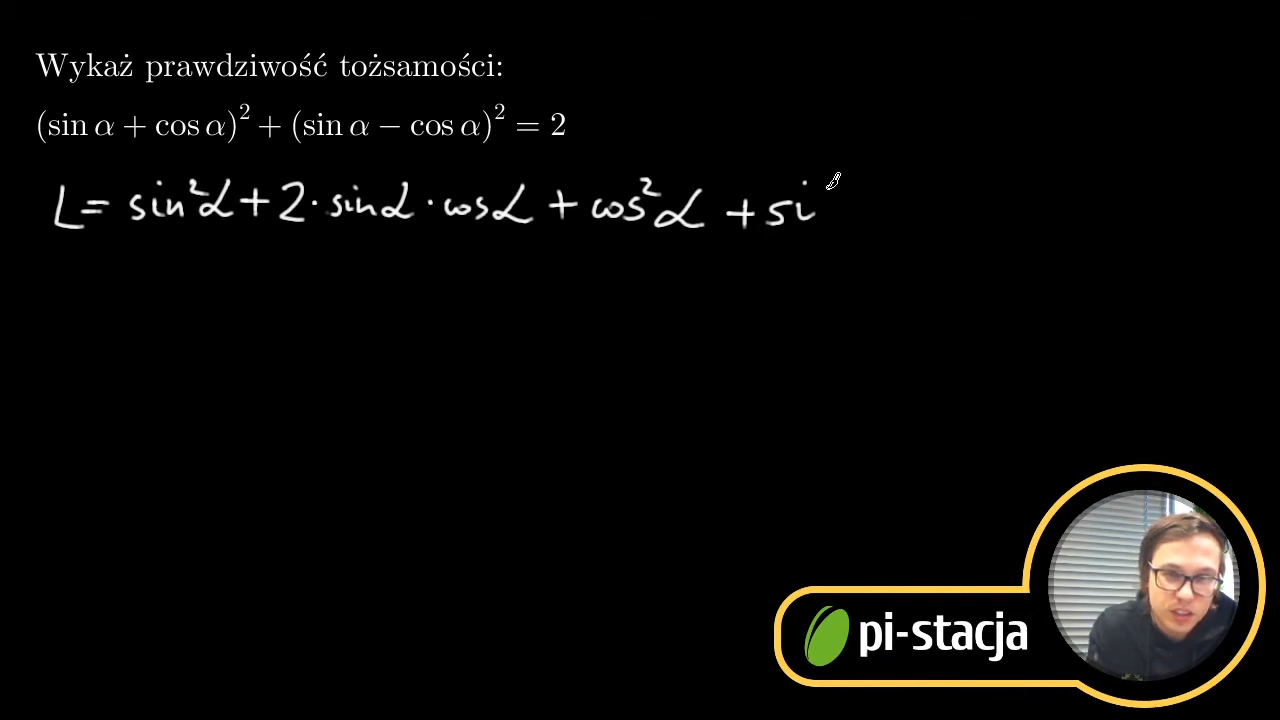 Wykaż prawdziwość tożsamości:
(sin α + cos α)² + (sin α − cos α)² = 2
L = sin²α + 2 · sinα · cosα + cos²α + si
pi-stacja